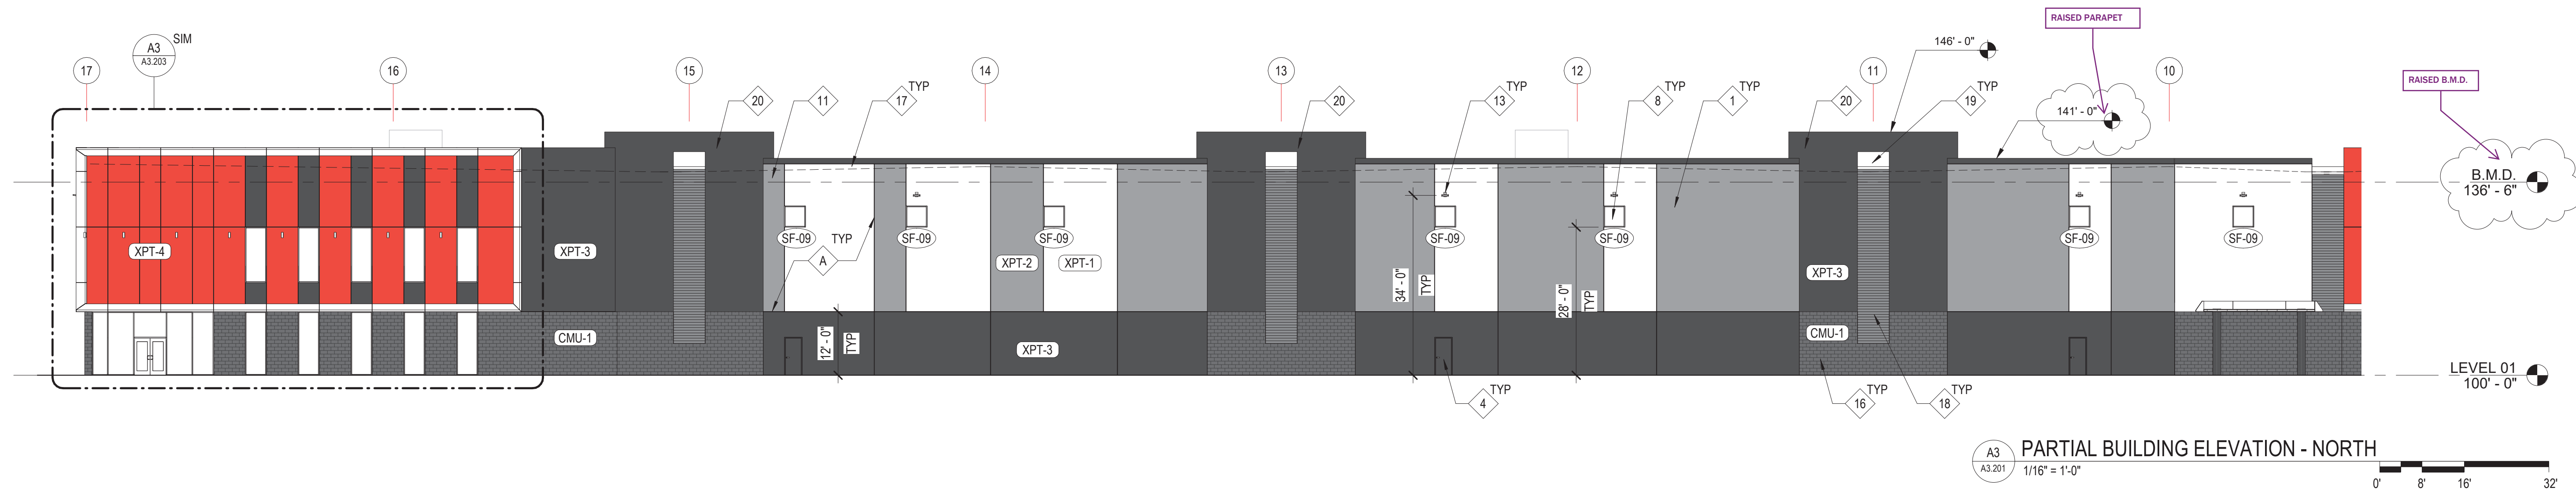 RAISED PARAPET
A3 SIM
A3.203
146' - 0"
17 16 15 14 13 12 11 10
RAISED B.M.D.
20 11 17 TYP 20 13 TYP 8 TYP 1 TYP 20 19 TYP
141' - 0"
B.M.D.
136' - 6"
SF-09 TYP SF-09 SF-09 SF-09 SF-09 SF-09 SF-09
XPT-4 XPT-3 A XPT-2 XPT-1 XPT-3
34' - 0" TYP
28' - 0" TYP
12' - 0" TYP
CMU-1 XPT-3 CMU-1
LEVEL 01
100' - 0"
4 TYP 16 TYP 18 TYP
A3 PARTIAL BUILDING ELEVATION - NORTH
A3.201 1/16" = 1'-0"
0' 8' 16' 32'